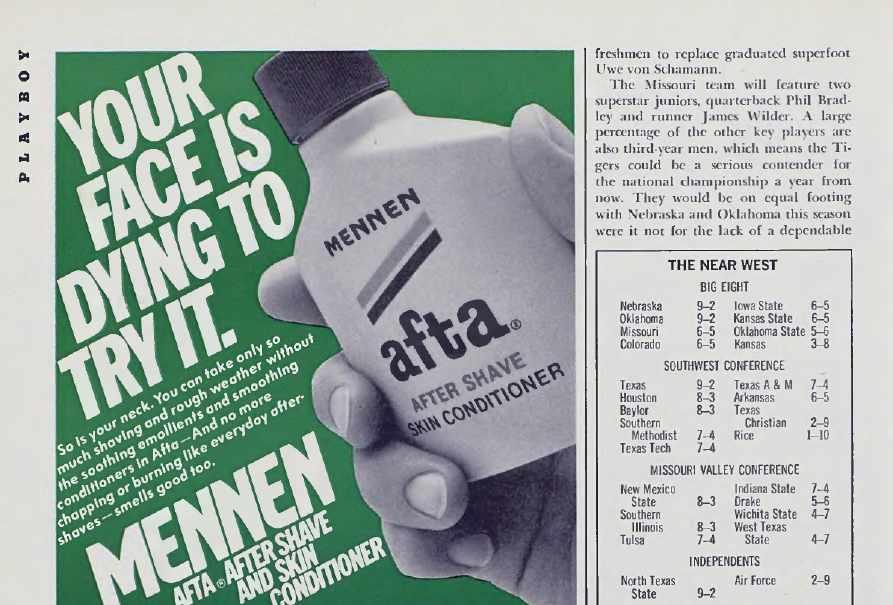 PLAYBOY
YOUR
FACE IS
DYING TO
TRY IT.
So is your neck. You can take only so
much shaving and rough weather without
the soothing emollients and smoothing
conditioners in Afta—And no more
chapping or burning like everyday after-
shaves—smells good too.
MENNEN
AFTA® AFTER SHAVE
AND SKIN
CONDITIONER
MENNEN
afta®
AFTER SHAVE
SKIN CONDITIONER
freshmen to replace graduated superfoot
Uwe von Schamann.
The Missouri team will feature two
superstar juniors, quarterback Phil Brad-
ley and runner James Wilder. A large
percentage of the other key players are
also third-year men, which means the Ti-
gers could be a serious contender for
the national championship a year from
now. They would be on equal footing
with Nebraska and Oklahoma this season
were it not for the lack of a dependable
THE NEAR WEST
BIG EIGHT
Nebraska 9–2 Iowa State 6–5
Oklahoma 9–2 Kansas State 6–5
Missouri 6–5 Oklahoma State 5–6
Colorado 6–5 Kansas 3–8
SOUTHWEST CONFERENCE
Texas 9–2 Texas A & M 7–4
Houston 8–3 Arkansas 6–5
Baylor 8–3 Texas
Southern Christian 2–9
Methodist 7–4 Rice 1–10
Texas Tech 7–4
MISSOURI VALLEY CONFERENCE
New Mexico Indiana State 7–4
State 8–3 Drake 5–6
Southern Wichita State 4–7
Illinois 8–3 West Texas
Tulsa 7–4 State 4–7
INDEPENDENTS
North Texas Air Force 2–9
State 9–2